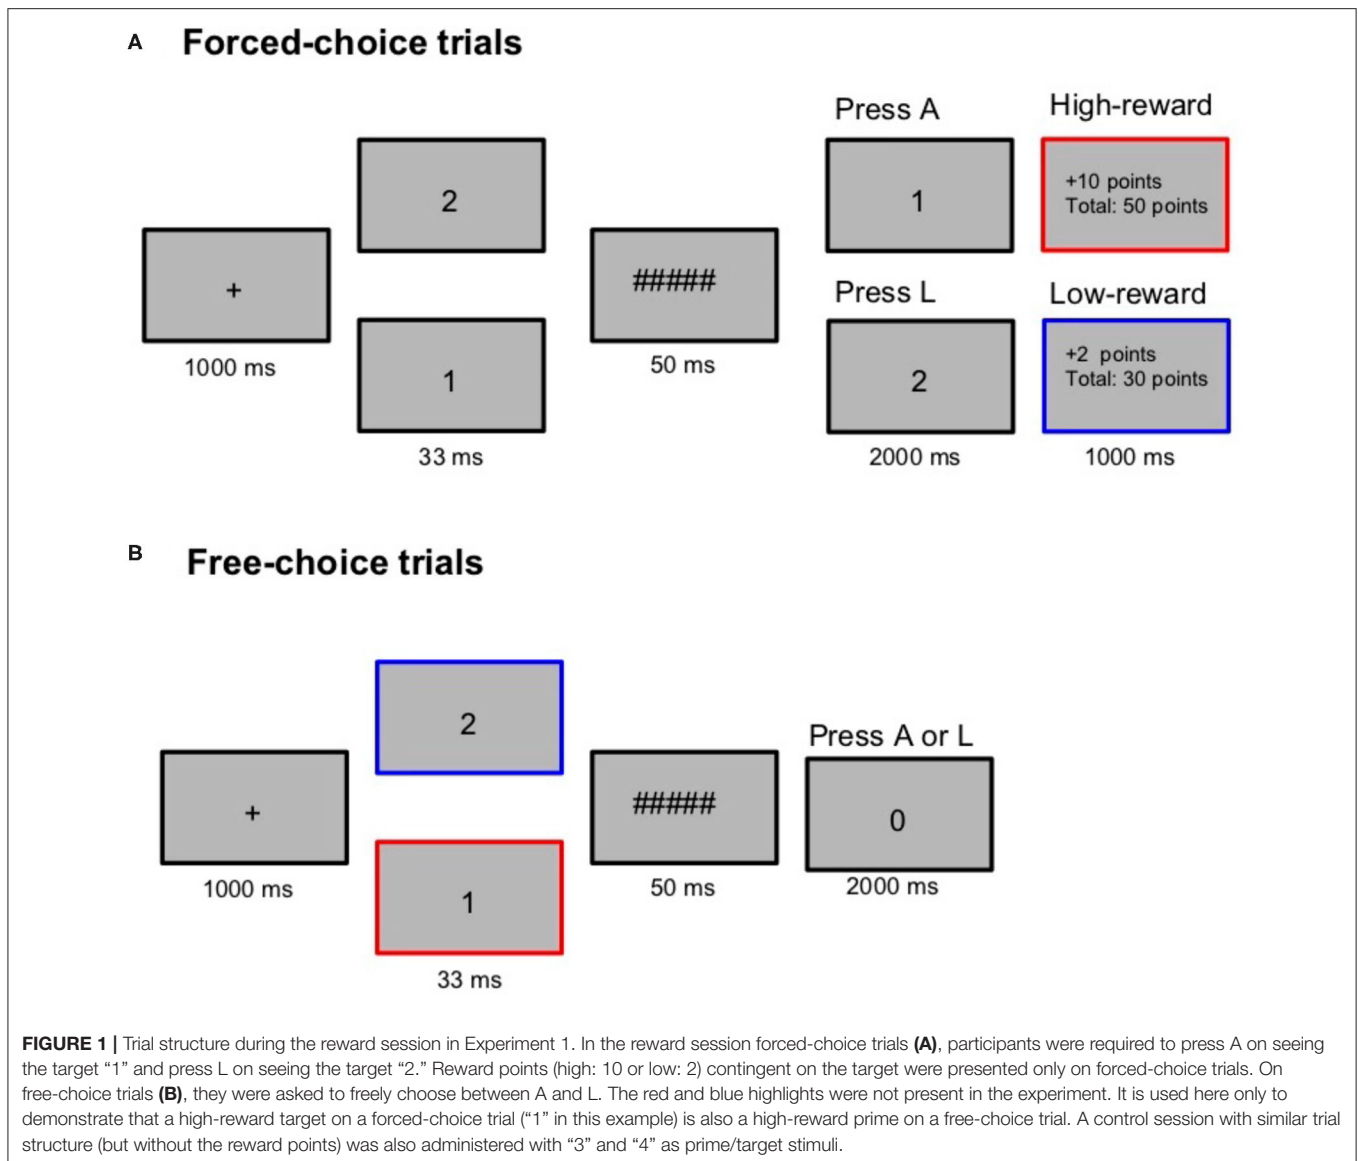 A Forced-choice trials
+
1000 ms
2
1
33 ms
#####
50 ms
Press A
1
Press L
2
2000 ms
High-reward
+10 points
Total: 50 points
Low-reward
+2 points
Total: 30 points
1000 ms
B Free-choice trials
+
1000 ms
2
1
33 ms
#####
50 ms
Press A or L
0
2000 ms
FIGURE 1 | Trial structure during the reward session in Experiment 1. In the reward session forced-choice trials (A), participants were required to press A on seeing
the target “1” and press L on seeing the target “2.” Reward points (high: 10 or low: 2) contingent on the target were presented only on forced-choice trials. On
free-choice trials (B), they were asked to freely choose between A and L. The red and blue highlights were not present in the experiment. It is used here only to
demonstrate that a high-reward target on a forced-choice trial (“1” in this example) is also a high-reward prime on a free-choice trial. A control session with similar trial
structure (but without the reward points) was also administered with “3” and “4” as prime/target stimuli.